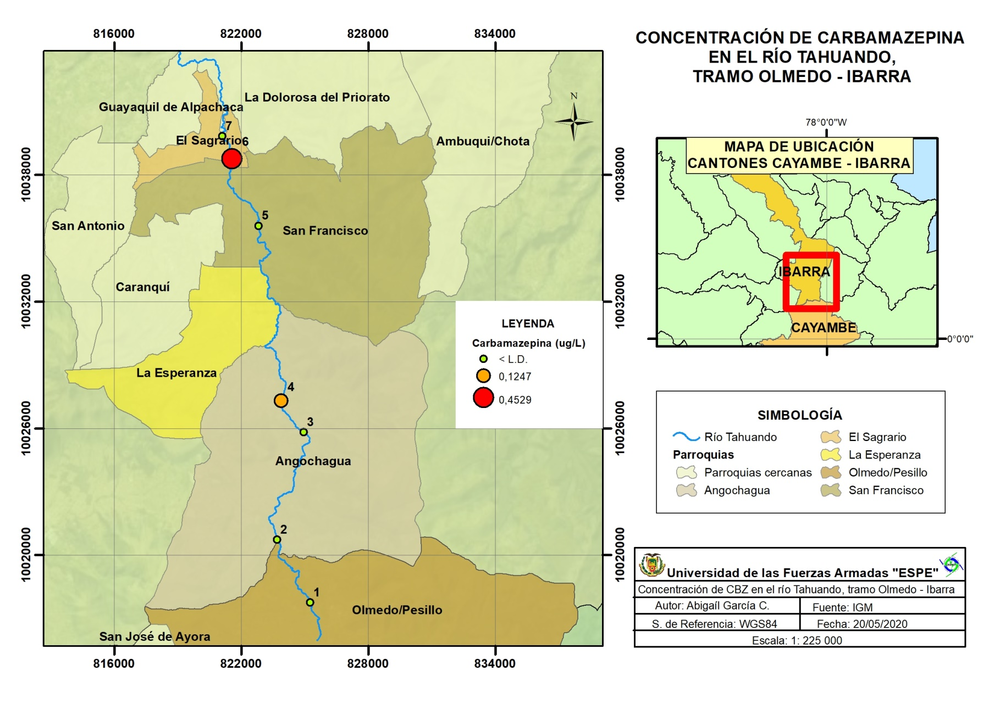 816000
822000
828000
834000
CONCENTRACIÓN DE CARBAMAZEPINA
EN EL RÍO TAHUANDO,
TRAMO OLMEDO - IBARRA
10038000
10032000
10026000
10020000
La Dolorosa del Priorato
Guayaquil de Alpachaca
N
7
El Sagrario
6
Ambuqui/Chota
5
San Antonio
San Francisco
Caranquí
La Esperanza
4
3
Angochagua
2
1
Olmedo/Pesillo
San José de Ayora
LEYENDA
Carbamazepina (ug/L)
< L.D.
0,1247
0,4529
10038000
10032000
10026000
10020000
816000
822000
828000
834000
78°0'0"W
MAPA DE UBICACIÓN
CANTONES CAYAMBE - IBARRA
IBARRA
CAYAMBE
0°0'0"
SIMBOLOGÍA
Río Tahuando
Parroquias
Parroquias cercanas
Angochagua
El Sagrario
La Esperanza
Olmedo/Pesillo
San Francisco
Universidad de las Fuerzas Armadas "ESPE"
Concentración de CBZ en el río Tahuando, tramo Olmedo - Ibarra
Autor: Abigaíl García C.
Fuente: IGM
S. de Referencia: WGS84
Fecha: 20/05/2020
Escala: 1: 225 000